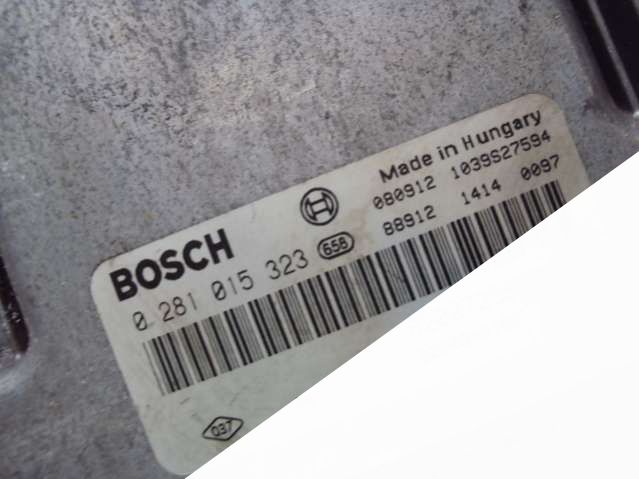 Made in Hungary
080912 1039S27594
88912 1414 0097
BOSCH
0 281 015 323 658
037